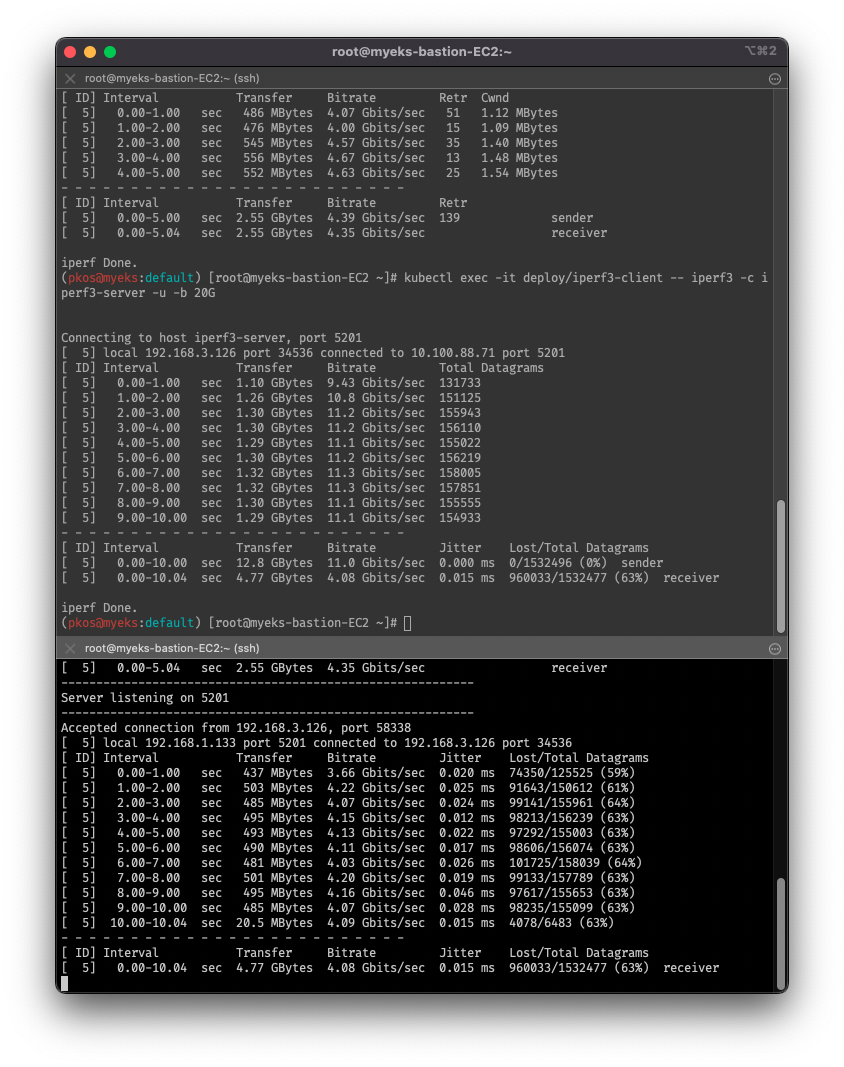 root@myeks-bastion-EC2:~
⌥⌘2
root@myeks-bastion-EC2:~ (ssh)
[ ID] Interval           Transfer     Bitrate         Retr  Cwnd
[  5]   0.00-1.00   sec   486 MBytes  4.07 Gbits/sec   51   1.12 MBytes
[  5]   1.00-2.00   sec   476 MBytes  4.00 Gbits/sec   15   1.09 MBytes
[  5]   2.00-3.00   sec   545 MBytes  4.57 Gbits/sec   35   1.40 MBytes
[  5]   3.00-4.00   sec   556 MBytes  4.67 Gbits/sec   13   1.48 MBytes
[  5]   4.00-5.00   sec   552 MBytes  4.63 Gbits/sec   25   1.54 MBytes
- - - - - - - - - - - - - - - - - - - - - - - - -
[ ID] Interval           Transfer     Bitrate         Retr
[  5]   0.00-5.00   sec  2.55 GBytes  4.39 Gbits/sec  139             sender
[  5]   0.00-5.04   sec  2.55 GBytes  4.35 Gbits/sec                  receiver
iperf Done.
(pkos@myeks:default) [root@myeks-bastion-EC2 ~]# kubectl exec -it deploy/iperf3-client -- iperf3 -c i
perf3-server -u -b 20G
Connecting to host iperf3-server, port 5201
[  5] local 192.168.3.126 port 34536 connected to 10.100.88.71 port 5201
[ ID] Interval           Transfer     Bitrate         Total Datagrams
[  5]   0.00-1.00   sec  1.10 GBytes  9.43 Gbits/sec  131733
[  5]   1.00-2.00   sec  1.26 GBytes  10.8 Gbits/sec  151125
[  5]   2.00-3.00   sec  1.30 GBytes  11.2 Gbits/sec  155943
[  5]   3.00-4.00   sec  1.30 GBytes  11.2 Gbits/sec  156110
[  5]   4.00-5.00   sec  1.29 GBytes  11.1 Gbits/sec  155022
[  5]   5.00-6.00   sec  1.30 GBytes  11.2 Gbits/sec  156219
[  5]   6.00-7.00   sec  1.32 GBytes  11.3 Gbits/sec  158005
[  5]   7.00-8.00   sec  1.32 GBytes  11.3 Gbits/sec  157851
[  5]   8.00-9.00   sec  1.30 GBytes  11.1 Gbits/sec  155555
[  5]   9.00-10.00  sec  1.29 GBytes  11.1 Gbits/sec  154933
- - - - - - - - - - - - - - - - - - - - - - - - -
[ ID] Interval           Transfer     Bitrate         Jitter    Lost/Total Datagrams
[  5]   0.00-10.00  sec  12.8 GBytes  11.0 Gbits/sec  0.000 ms  0/1532496 (0%)  sender
[  5]   0.00-10.04  sec  4.77 GBytes  4.08 Gbits/sec  0.015 ms  960033/1532477 (63%)  receiver
iperf Done.
(pkos@myeks:default) [root@myeks-bastion-EC2 ~]#
root@myeks-bastion-EC2:~ (ssh)
[  5]   0.00-5.04   sec  2.55 GBytes  4.35 Gbits/sec                  receiver
-----------------------------------------------------------
Server listening on 5201
-----------------------------------------------------------
Accepted connection from 192.168.3.126, port 58338
[  5] local 192.168.1.133 port 5201 connected to 192.168.3.126 port 34536
[ ID] Interval           Transfer     Bitrate         Jitter    Lost/Total Datagrams
[  5]   0.00-1.00   sec   437 MBytes  3.66 Gbits/sec  0.020 ms  74350/125525 (59%)
[  5]   1.00-2.00   sec   503 MBytes  4.22 Gbits/sec  0.025 ms  91643/150612 (61%)
[  5]   2.00-3.00   sec   485 MBytes  4.07 Gbits/sec  0.024 ms  99141/155961 (64%)
[  5]   3.00-4.00   sec   495 MBytes  4.15 Gbits/sec  0.012 ms  98213/156239 (63%)
[  5]   4.00-5.00   sec   493 MBytes  4.13 Gbits/sec  0.022 ms  97292/155003 (63%)
[  5]   5.00-6.00   sec   490 MBytes  4.11 Gbits/sec  0.017 ms  98606/156074 (63%)
[  5]   6.00-7.00   sec   481 MBytes  4.03 Gbits/sec  0.026 ms  101725/158039 (64%)
[  5]   7.00-8.00   sec   501 MBytes  4.20 Gbits/sec  0.019 ms  99133/157789 (63%)
[  5]   8.00-9.00   sec   495 MBytes  4.16 Gbits/sec  0.046 ms  97617/155653 (63%)
[  5]   9.00-10.00  sec   485 MBytes  4.07 Gbits/sec  0.028 ms  98235/155099 (63%)
[  5]  10.00-10.04  sec  20.5 MBytes  4.09 Gbits/sec  0.015 ms  4078/6483 (63%)
- - - - - - - - - - - - - - - - - - - - - - - - -
[ ID] Interval           Transfer     Bitrate         Jitter    Lost/Total Datagrams
[  5]   0.00-10.04  sec  4.77 GBytes  4.08 Gbits/sec  0.015 ms  960033/1532477 (63%)  receiver